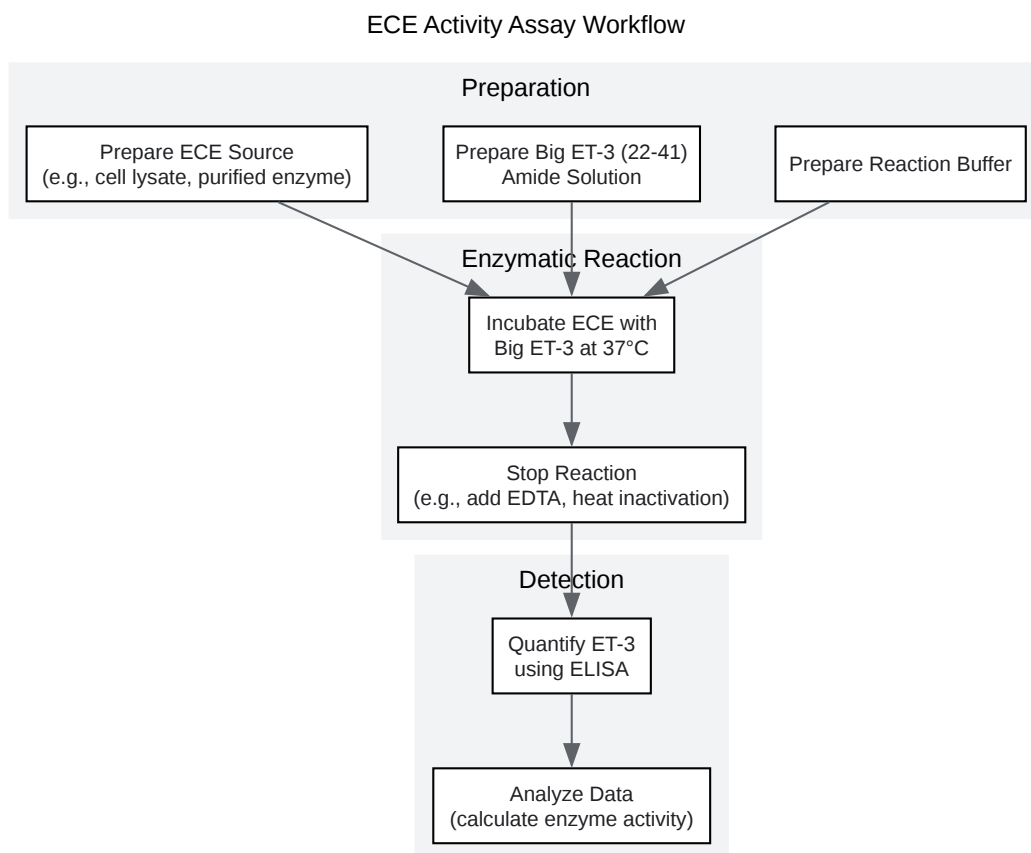 ECE Activity Assay Workflow
Preparation
Prepare ECE Source
(e.g., cell lysate, purified enzyme)
Prepare Big ET-3 (22-41)
Amide Solution
Prepare Reaction Buffer
Enzymatic Reaction
Incubate ECE with
Big ET-3 at 37°C
Stop Reaction
(e.g., add EDTA, heat inactivation)
Detection
Quantify ET-3
using ELISA
Analyze Data
(calculate enzyme activity)